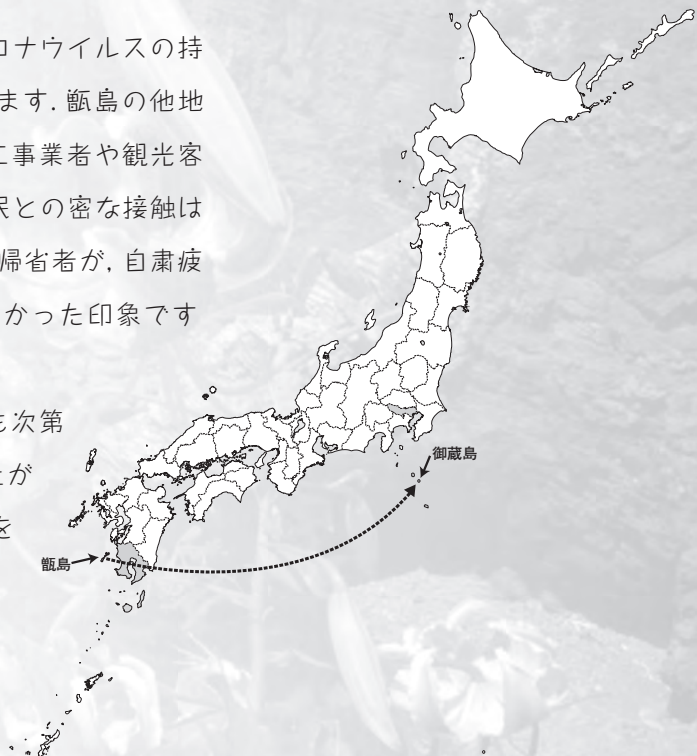 ロナウイルスの持
ます．甑島の他地
工事業者や観光客
民との密な接触は
帰省者が，自粛疲
かった印象です
も次第
とが
を
御蔵島
甑島